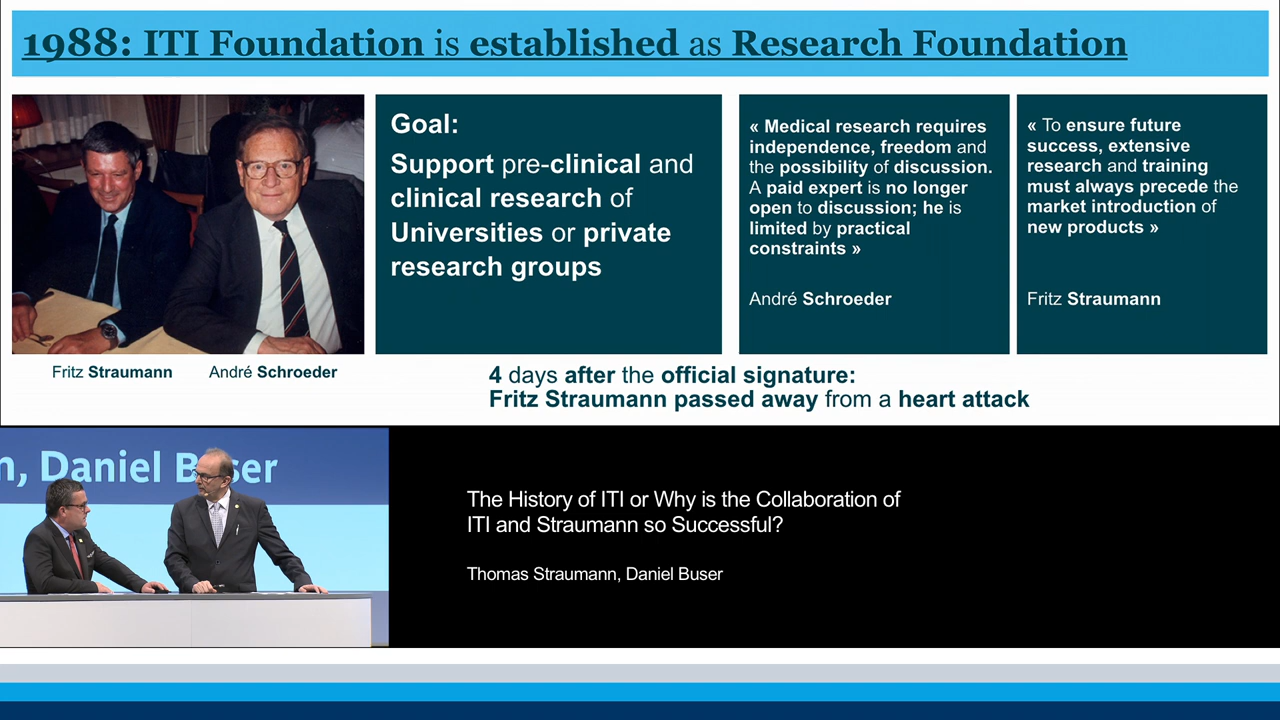 1988: ITI Foundation is established as Research Foundation
Goal:
Support pre-clinical and
clinical research of
Universities or private
research groups
« Medical research requires
independence, freedom and
the possibility of discussion.
A paid expert is no longer
open to discussion; he is
limited by practical
constraints »
André Schroeder
« To ensure future
success, extensive
research and training
must always precede the
market introduction of
new products »
Fritz Straumann
Fritz Straumann
André Schroeder
4 days after the official signature:
Fritz Straumann passed away from a heart attack
n, Daniel Buser
The History of ITI or Why is the Collaboration of
ITI and Straumann so Successful?
Thomas Straumann, Daniel Buser